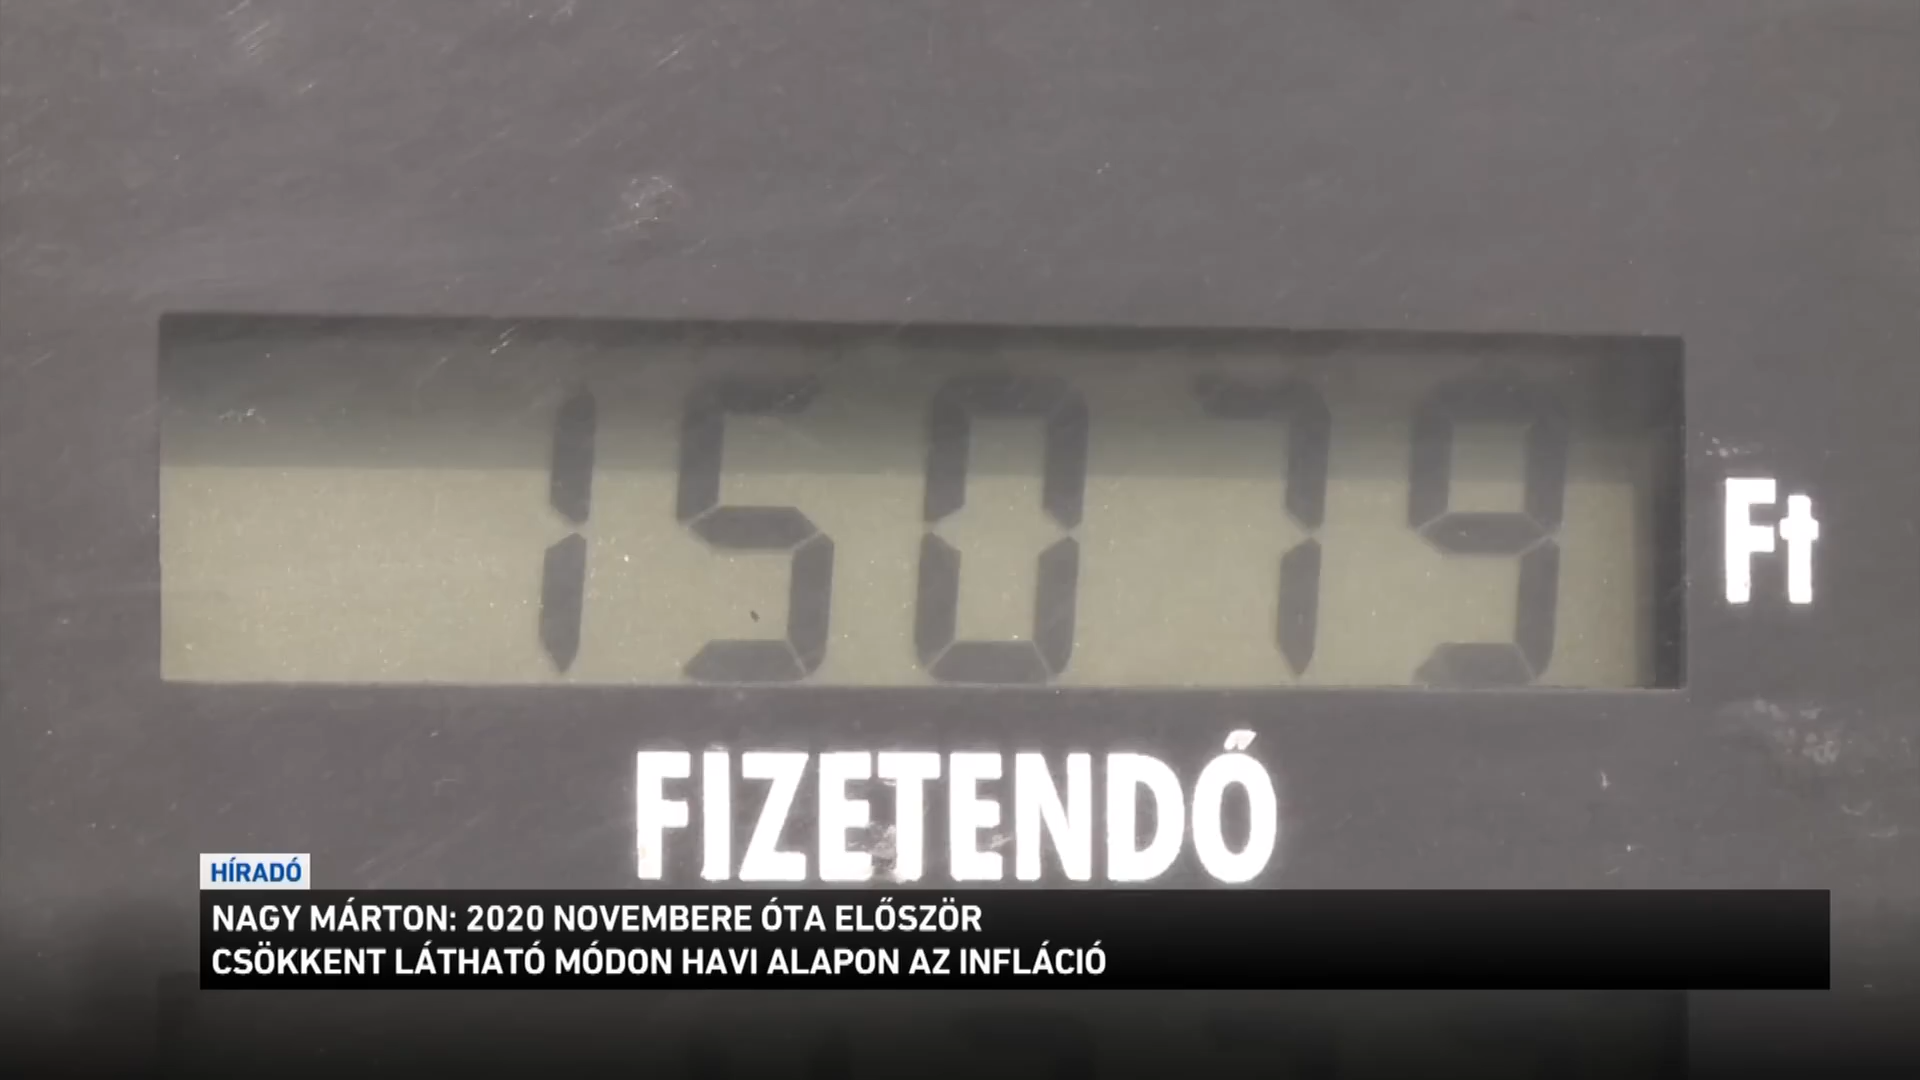 15079
Ft
FIZETENDŐ
HÍRADÓ
NAGY MÁRTON: 2020 NOVEMBERE ÓTA ELŐSZÖR
CSÖKKENT LÁTHATÓ MÓDON HAVI ALAPON AZ INFLÁCIÓ